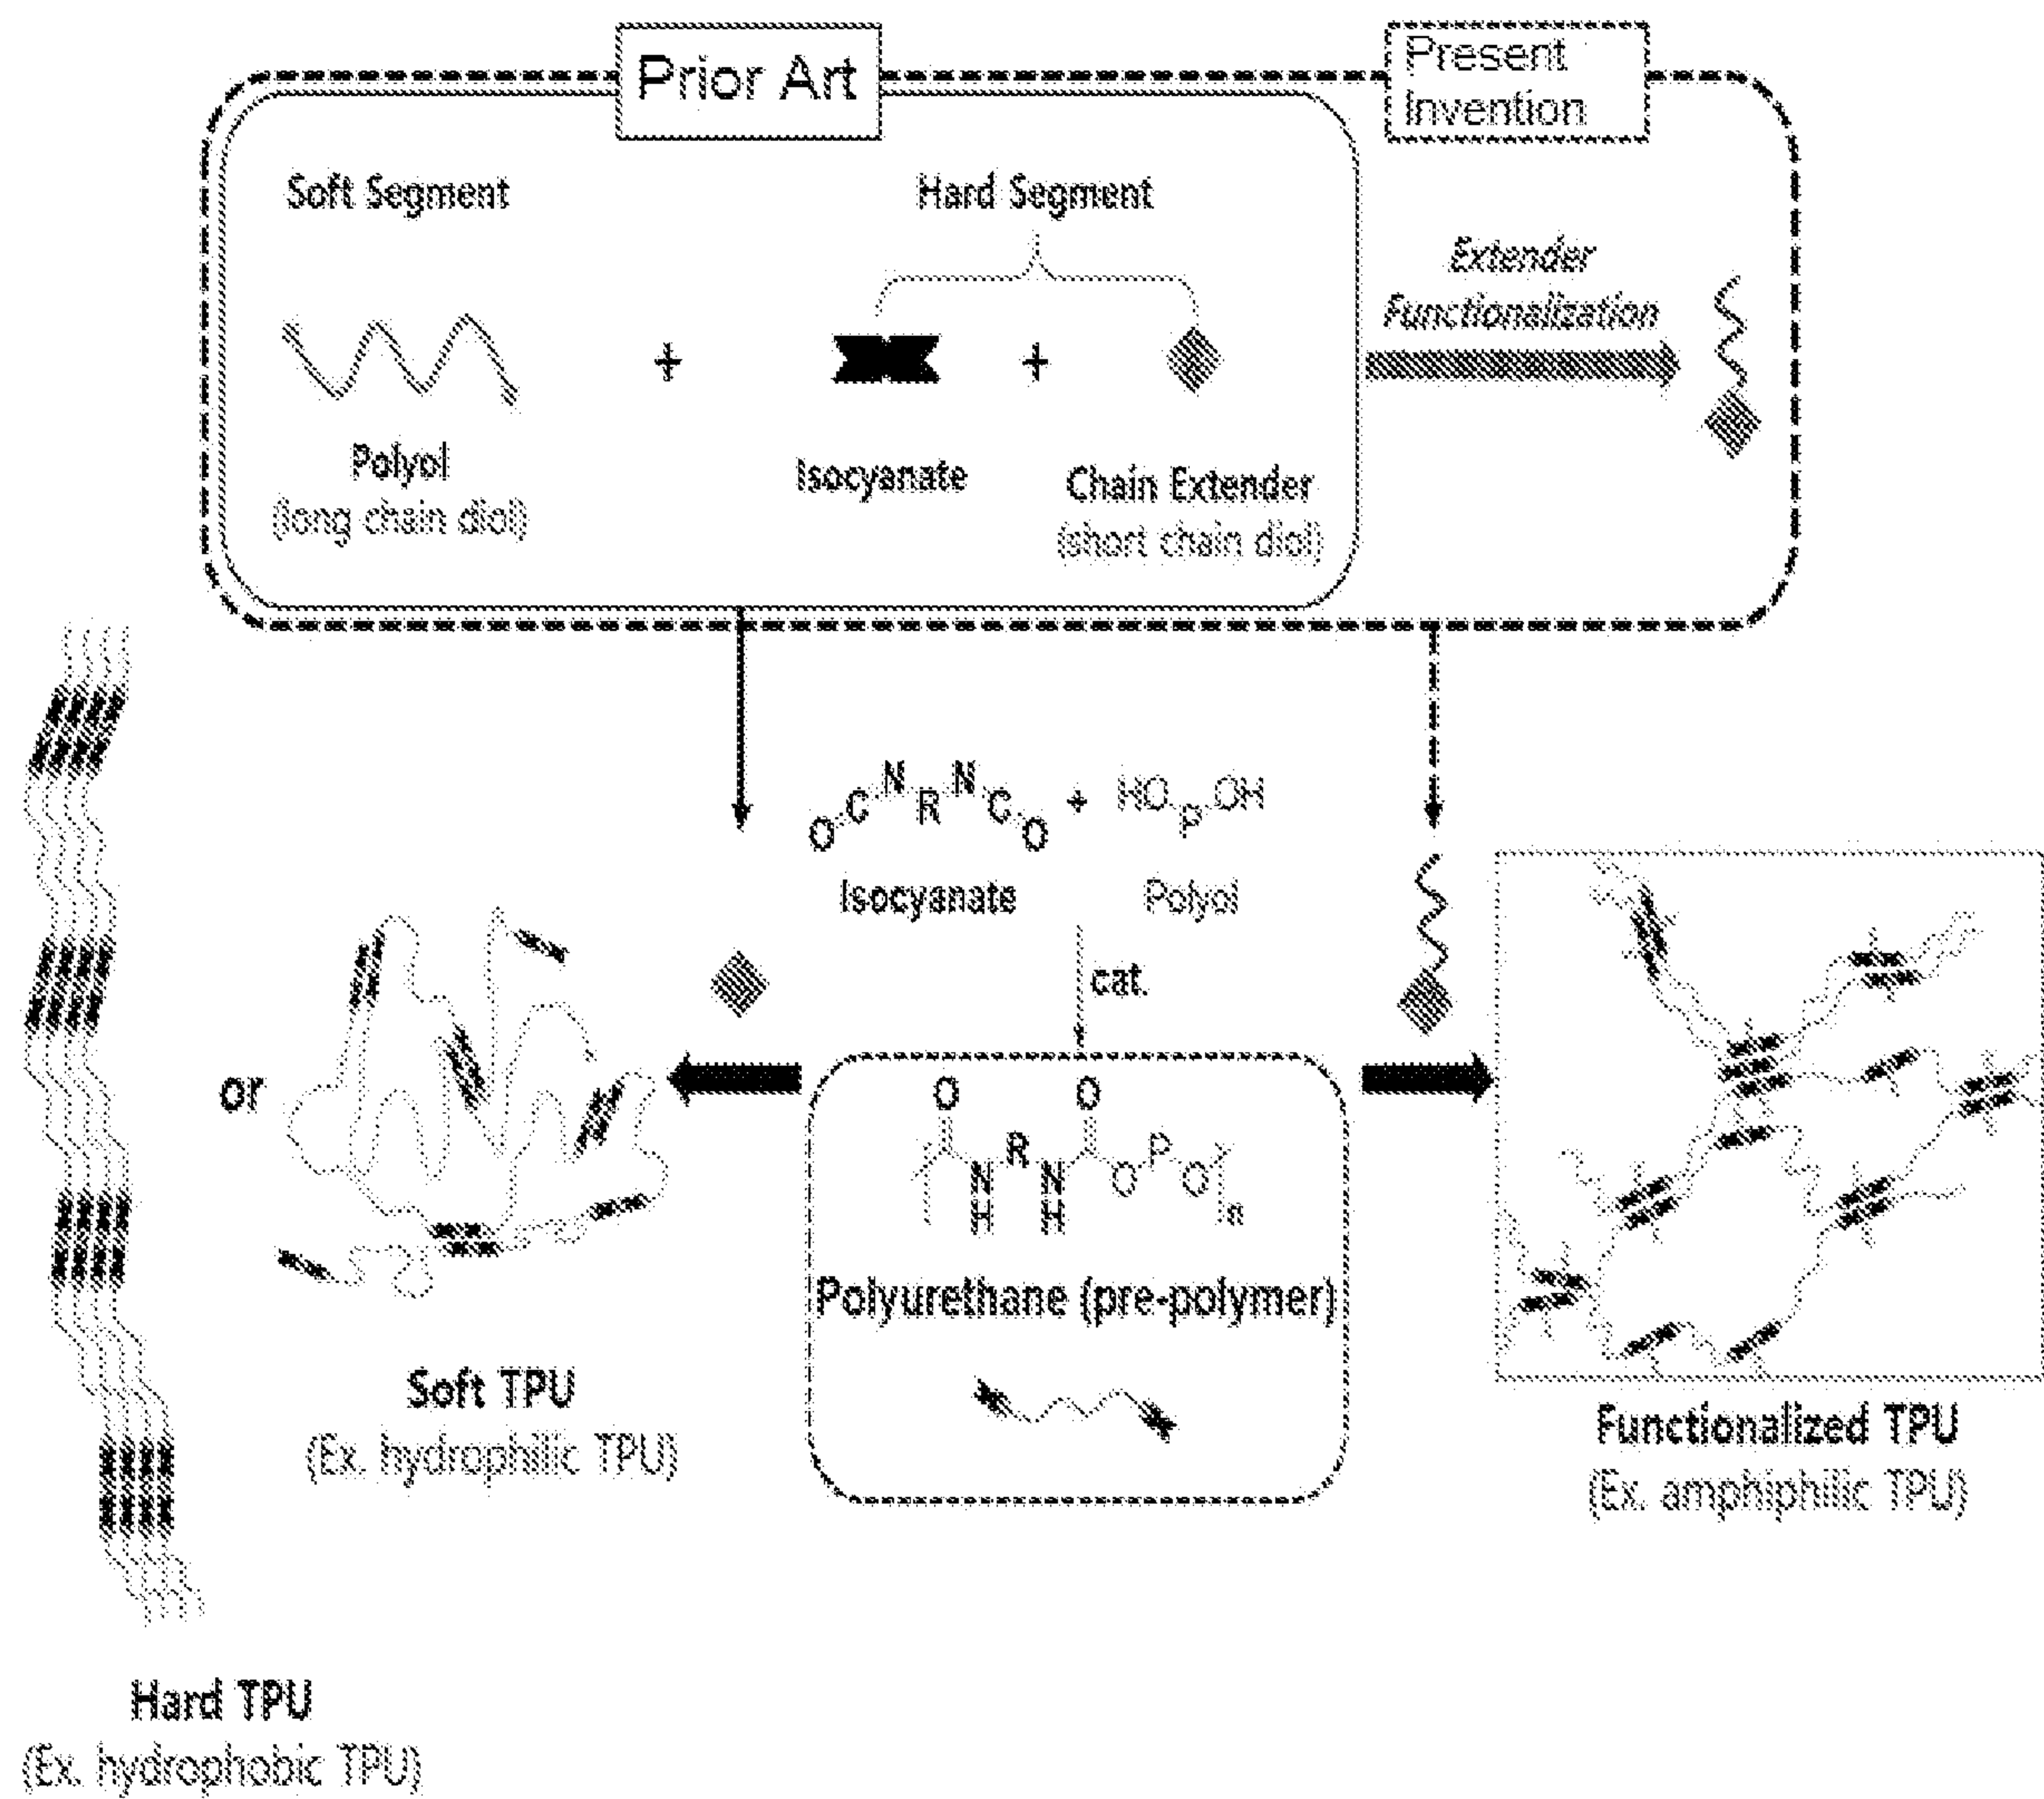 Prior Art
Present
Invention
Soft Segment
Hard Segment
Extender
Functionalization
+
+
Polyol
(long chain diol)
Isocyanate
Chain Extender
(short chain diol)
O C N R N C O + HO P OH
Isocyanate
Polyol
cat.
or
O O
R P
N N O O
H H n
Polyurethane (pre-polymer)
Soft TPU
(Ex. hydrophilic TPU)
Functionalized TPU
(Ex. amphiphilic TPU)
Hard TPU
(Ex. hydrophobic TPU)